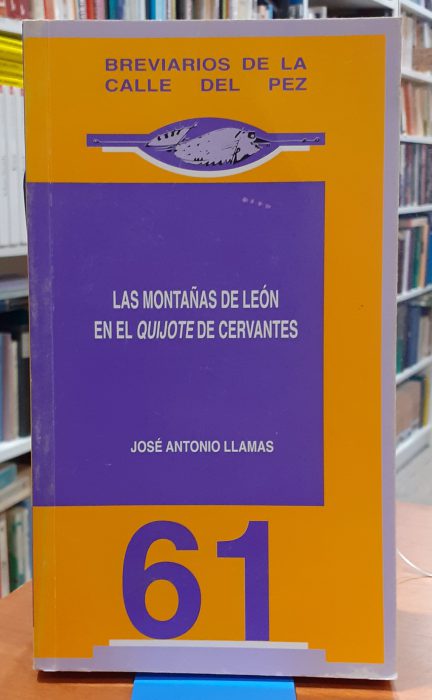 BREVIARIOS DE LA
CALLE DEL PEZ
LAS MONTAÑAS DE LEÓN
EN EL QUIJOTE DE CERVANTES
JOSÉ ANTONIO LLAMAS
61